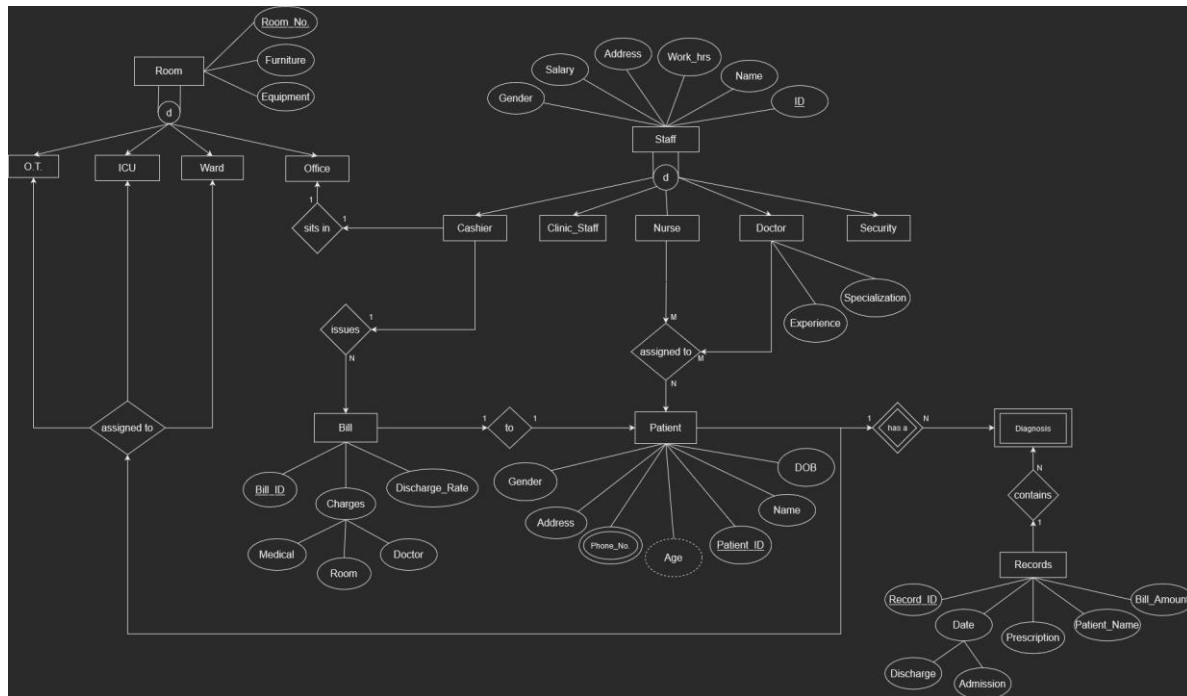 Room_No.
Room
Furniture
Equipment
d
O.T.
ICU
Ward
Office
Address
Work_hrs
Salary
Name
Gender
ID
Staff
d
Cashier
Clinic_Staff
Nurse
Doctor
Security
1
sits in
1
Specialization
Experience
issues
1
N
M
assigned to
M
N
assigned to
Bill
1
to
1
Patient
1
has a
N
Diagnosis
Bill_ID
Charges
Discharge_Rate
Medical
Room
Doctor
Gender
Address
Phone_No.
Age
Patient_ID
Name
DOB
N
contains
1
Records
Record_ID
Date
Prescription
Patient_Name
Bill_Amount
Discharge
Admission